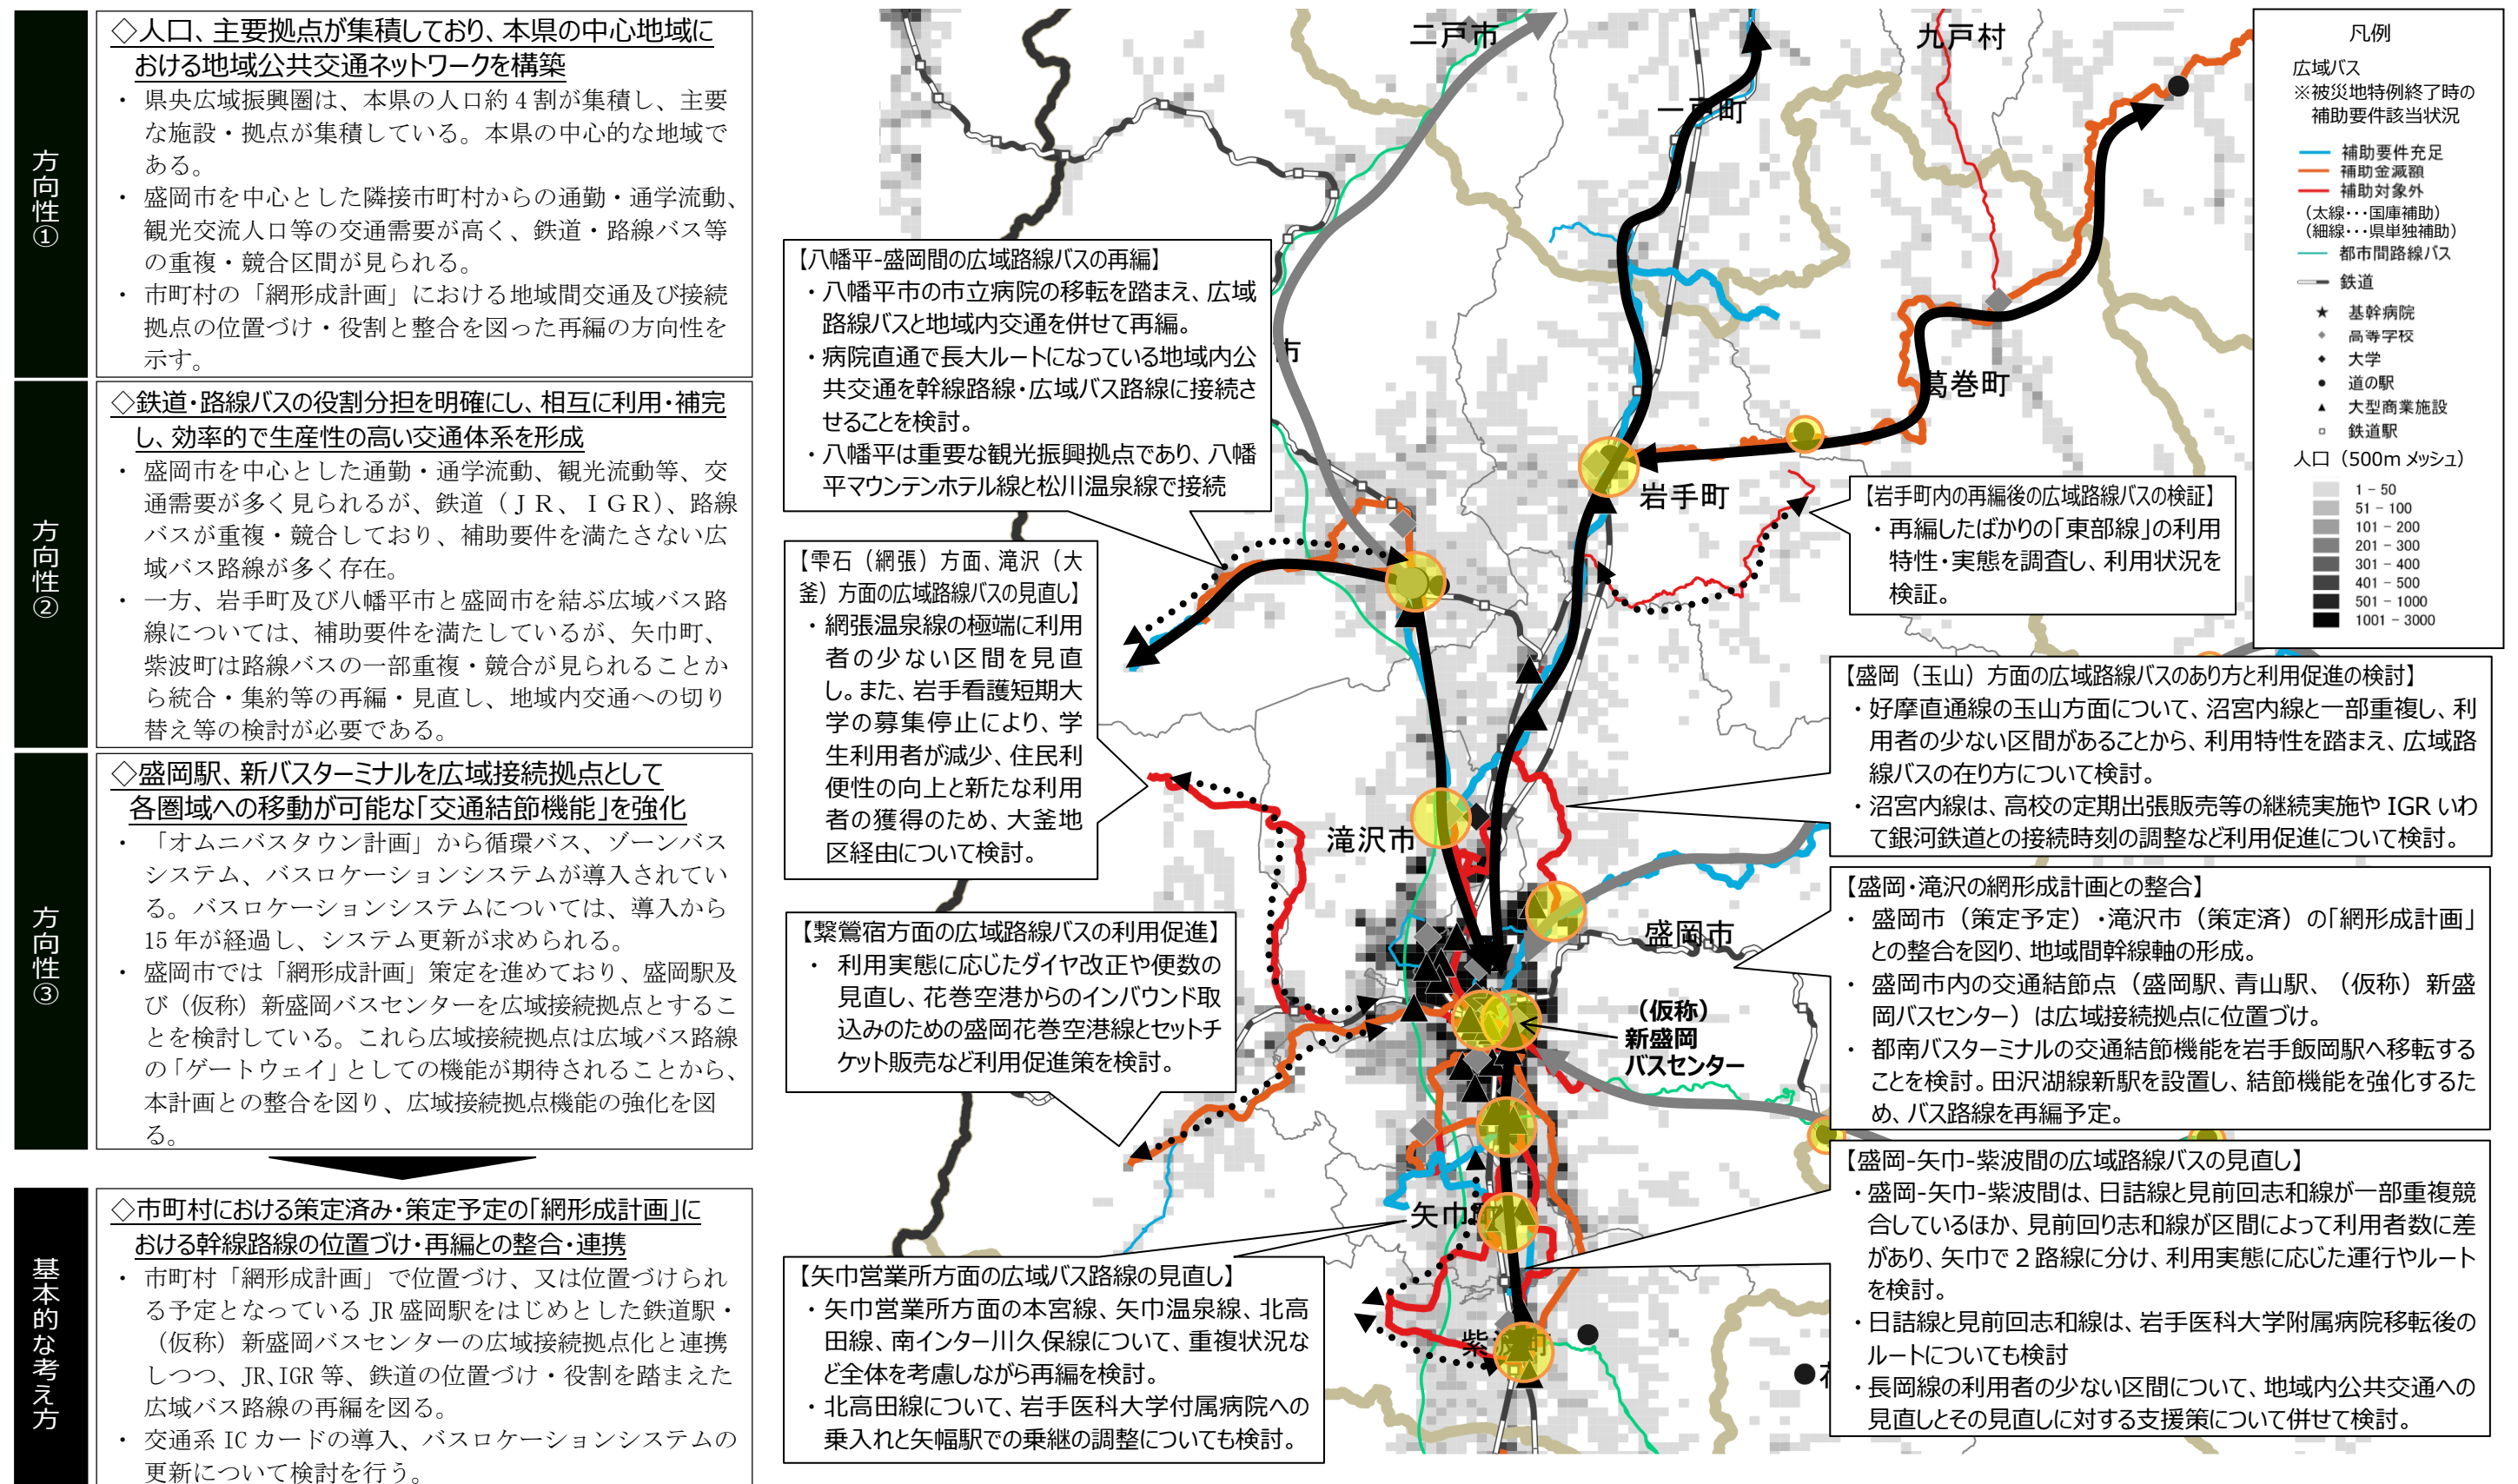 方向性①
◇人口、主要拠点が集積しており、本県の中心地域に
おける地域公共交通ネットワークを構築
・ 県央広域振興圏は、本県の人口約4割が集積し、主要
な施設・拠点が集積している。本県の中心的な地域で
ある。
・ 盛岡市を中心とした隣接市町村からの通勤・通学流動、
観光交流人口等の交通需要が高く、鉄道・路線バス等
の重複・競合区間が見られる。
・ 市町村の「網形成計画」における地域間交通及び接続
拠点の位置づけ・役割と整合を図った再編の方向性を
示す。
方向性②
◇鉄道・路線バスの役割分担を明確にし、相互に利用・補完
し、効率的で生産性の高い交通体系を形成
・ 盛岡市を中心とした通勤・通学流動、観光流動等、交
通需要が多く見られるが、鉄道（ＪＲ、ＩＧＲ）、路線
バスが重複・競合しており、補助要件を満たさない広
域バス路線が多く存在。
・ 一方、岩手町及び八幡平市と盛岡市を結ぶ広域バス路
線については、補助要件を満たしているが、矢巾町、
紫波町は路線バスの一部重複・競合が見られることか
ら統合・集約等の再編・見直し、地域内交通への切り
替え等の検討が必要である。
方向性③
◇盛岡駅、新バスターミナルを広域接続拠点として
各圏域への移動が可能な「交通結節機能」を強化
・ 「オムニバスタウン計画」から循環バス、ゾーンバス
システム、バスロケーションシステムが導入されてい
る。バスロケーションシステムについては、導入から
15年が経過し、システム更新が求められる。
・ 盛岡市では「網形成計画」策定を進めており、盛岡駅及
び（仮称）新盛岡バスセンターを広域接続拠点とするこ
とを検討している。これら広域接続拠点は広域バス路線
の「ゲートウェイ」としての機能が期待されることから、
本計画との整合を図り、広域接続拠点機能の強化を図
る。
基本的な考え方
◇市町村における策定済み・策定予定の「網形成計画」に
おける幹線路線の位置づけ・再編との整合・連携
・ 市町村「網形成計画」で位置づけ、又は位置づけられ
る予定となっている JR 盛岡駅をはじめとした鉄道駅・
（仮称）新盛岡バスセンターの広域接続拠点化と連携
しつつ、JR、IGR 等、鉄道の位置づけ・役割を踏まえた
広域バス路線の再編を図る。
・ 交通系 IC カードの導入、バスロケーションシステムの
更新について検討を行う。
二戸市
九戸村
一戸町
葛巻町
岩手町
市
滝沢市
盛岡市
（仮称）
新盛岡
バスセンター
矢巾
紫波町
【八幡平-盛岡間の広域路線バスの再編】
・八幡平市の市立病院の移転を踏まえ、広域
路線バスと地域内交通を併せて再編。
・病院直通で長大ルートになっている地域内公
共交通を幹線路線・広域バス路線に接続さ
せることを検討。
・八幡平は重要な観光振興拠点であり、八幡
平マウンテンホテル線と松川温泉線で接続
【雫石（網張）方面、滝沢（大
釜）方面の広域路線バスの見直し】
・網張温泉線の極端に利用
者の少ない区間を見直
し。また、岩手看護短期大
学の募集停止により、学
生利用者が減少、住民利
便性の向上と新たな利用
者の獲得のため、大釜地
区経由について検討。
【繋鶯宿方面の広域路線バスの利用促進】
・ 利用実態に応じたダイヤ改正や便数の
見直し、花巻空港からのインバウンド取
込みのための盛岡花巻空港線とセットチ
ケット販売など利用促進策を検討。
【矢巾営業所方面の広域バス路線の見直し】
・矢巾営業所方面の本宮線、矢巾温泉線、北高
田線、南インター川久保線について、重複状況な
ど全体を考慮しながら再編を検討。
・北高田線について、岩手医科大学付属病院への
乗入れと矢幅駅での乗継の調整についても検討。
凡例
広域バス
※被災地特例終了時の
補助要件該当状況
補助要件充足
補助金減額
補助対象外
（太線・・・国庫補助）
（細線・・・県単独補助）
都市間路線バス
鉄道
基幹病院
高等学校
大学
道の駅
大型商業施設
鉄道駅
人口（500m メッシュ）
1 - 50
51 - 100
101 - 200
201 - 300
301 - 400
401 - 500
501 - 1000
1001 - 3000
【岩手町内の再編後の広域路線バスの検証】
・再編したばかりの「東部線」の利用
特性・実態を調査し、利用状況を
検証。
【盛岡（玉山）方面の広域路線バスのあり方と利用促進の検討】
・好摩直通線の玉山方面について、沼宮内線と一部重複し、利
用者の少ない区間があることから、利用特性を踏まえ、広域路
線バスの在り方について検討。
・沼宮内線は、高校の定期出張販売等の継続実施や IGR いわ
て銀河鉄道との接続時刻の調整など利用促進について検討。
【盛岡・滝沢の網形成計画との整合】
・ 盛岡市（策定予定）・滝沢市（策定済）の「網形成計画」
との整合を図り、地域間幹線軸の形成。
・ 盛岡市内の交通結節点（盛岡駅、青山駅、（仮称）新盛
岡バスセンター）は広域接続拠点に位置づけ。
・ 都南バスターミナルの交通結節機能を岩手飯岡駅へ移転する
ことを検討。田沢湖線新駅を設置し、結節機能を強化するた
め、バス路線を再編予定。
【盛岡-矢巾-紫波間の広域路線バスの見直し】
・盛岡-矢巾-紫波間は、日詰線と見前回志和線が一部重複競
合しているほか、見前回り志和線が区間によって利用者数に差
があり、矢巾で２路線に分け、利用実態に応じた運行やルート
を検討。
・日詰線と見前回志和線は、岩手医科大学附属病院移転後の
ルートについても検討
・長岡線の利用者の少ない区間について、地域内公共交通への
見直しとその見直しに対する支援策について併せて検討。